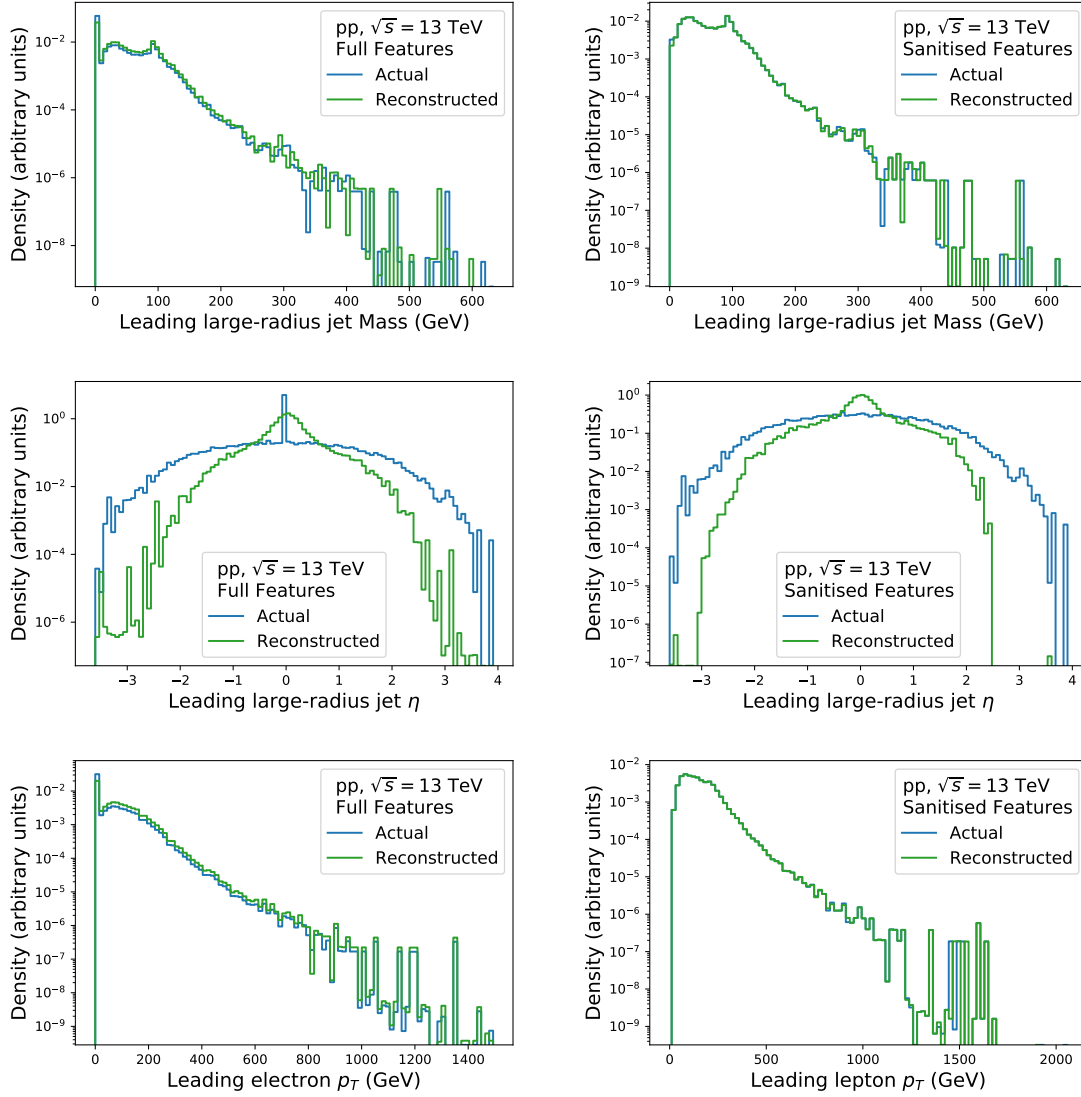 pp, √s = 13 TeV
Full Features
Actual
Reconstructed
10⁻²
10⁻⁴
10⁻⁶
10⁻⁸
Density (arbitrary units)
0 100 200 300 400 500 600
Leading large-radius jet Mass (GeV)
pp, √s = 13 TeV
Sanitised Features
Actual
Reconstructed
10⁻²
10⁻³
10⁻⁴
10⁻⁵
10⁻⁶
10⁻⁷
10⁻⁸
10⁻⁹
Density (arbitrary units)
0 100 200 300 400 500 600
Leading large-radius jet Mass (GeV)
10⁰
10⁻²
10⁻⁴
10⁻⁶
Density (arbitrary units)
pp, √s = 13 TeV
Full Features
Actual
Reconstructed
−3 −2 −1 0 1 2 3 4
Leading large-radius jet η
10⁰
10⁻¹
10⁻²
10⁻³
10⁻⁴
10⁻⁵
10⁻⁶
10⁻⁷
Density (arbitrary units)
pp, √s = 13 TeV
Sanitised Features
Actual
Reconstructed
−3 −2 −1 0 1 2 3 4
Leading large-radius jet η
pp, √s = 13 TeV
Full Features
Actual
Reconstructed
10⁻²
10⁻³
10⁻⁴
10⁻⁵
10⁻⁶
10⁻⁷
10⁻⁸
10⁻⁹
Density (arbitrary units)
0 200 400 600 800 1000 1200 1400
Leading electron p_T (GeV)
pp, √s = 13 TeV
Sanitised Features
Actual
Reconstructed
10⁻²
10⁻³
10⁻⁴
10⁻⁵
10⁻⁶
10⁻⁷
10⁻⁸
10⁻⁹
Density (arbitrary units)
0 500 1000 1500 2000
Leading lepton p_T (GeV)